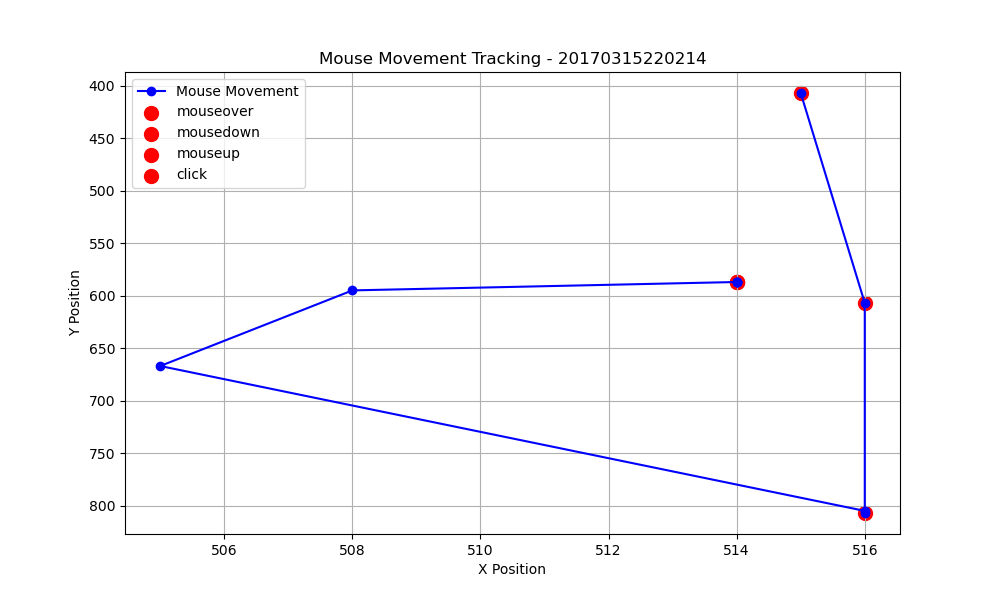 Mouse Movement Tracking - 20170315220214
Mouse Movement
mouseover
mousedown
mouseup
click
400
450
500
550
600
650
700
750
800
Y Position
506
508
510
512
514
516
X Position